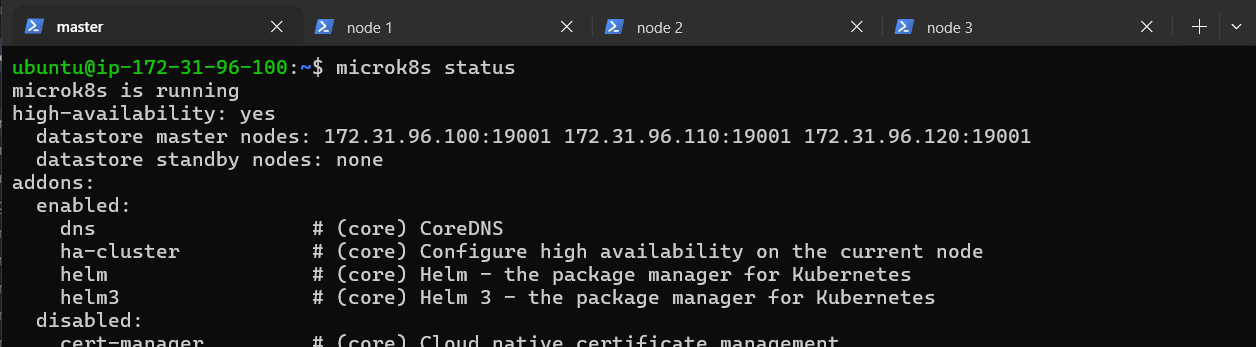 master node 1 node 2 node 3
ubuntu@ip-172-31-96-100:~$ microk8s status
microk8s is running
high-availability: yes
  datastore master nodes: 172.31.96.100:19001 172.31.96.110:19001 172.31.96.120:19001
  datastore standby nodes: none
addons:
  enabled:
    dns                  # (core) CoreDNS
    ha-cluster           # (core) Configure high availability on the current node
    helm                 # (core) Helm - the package manager for Kubernetes
    helm3                # (core) Helm 3 - the package manager for Kubernetes
  disabled:
    cert-manager         # (core) Cloud native certificate management